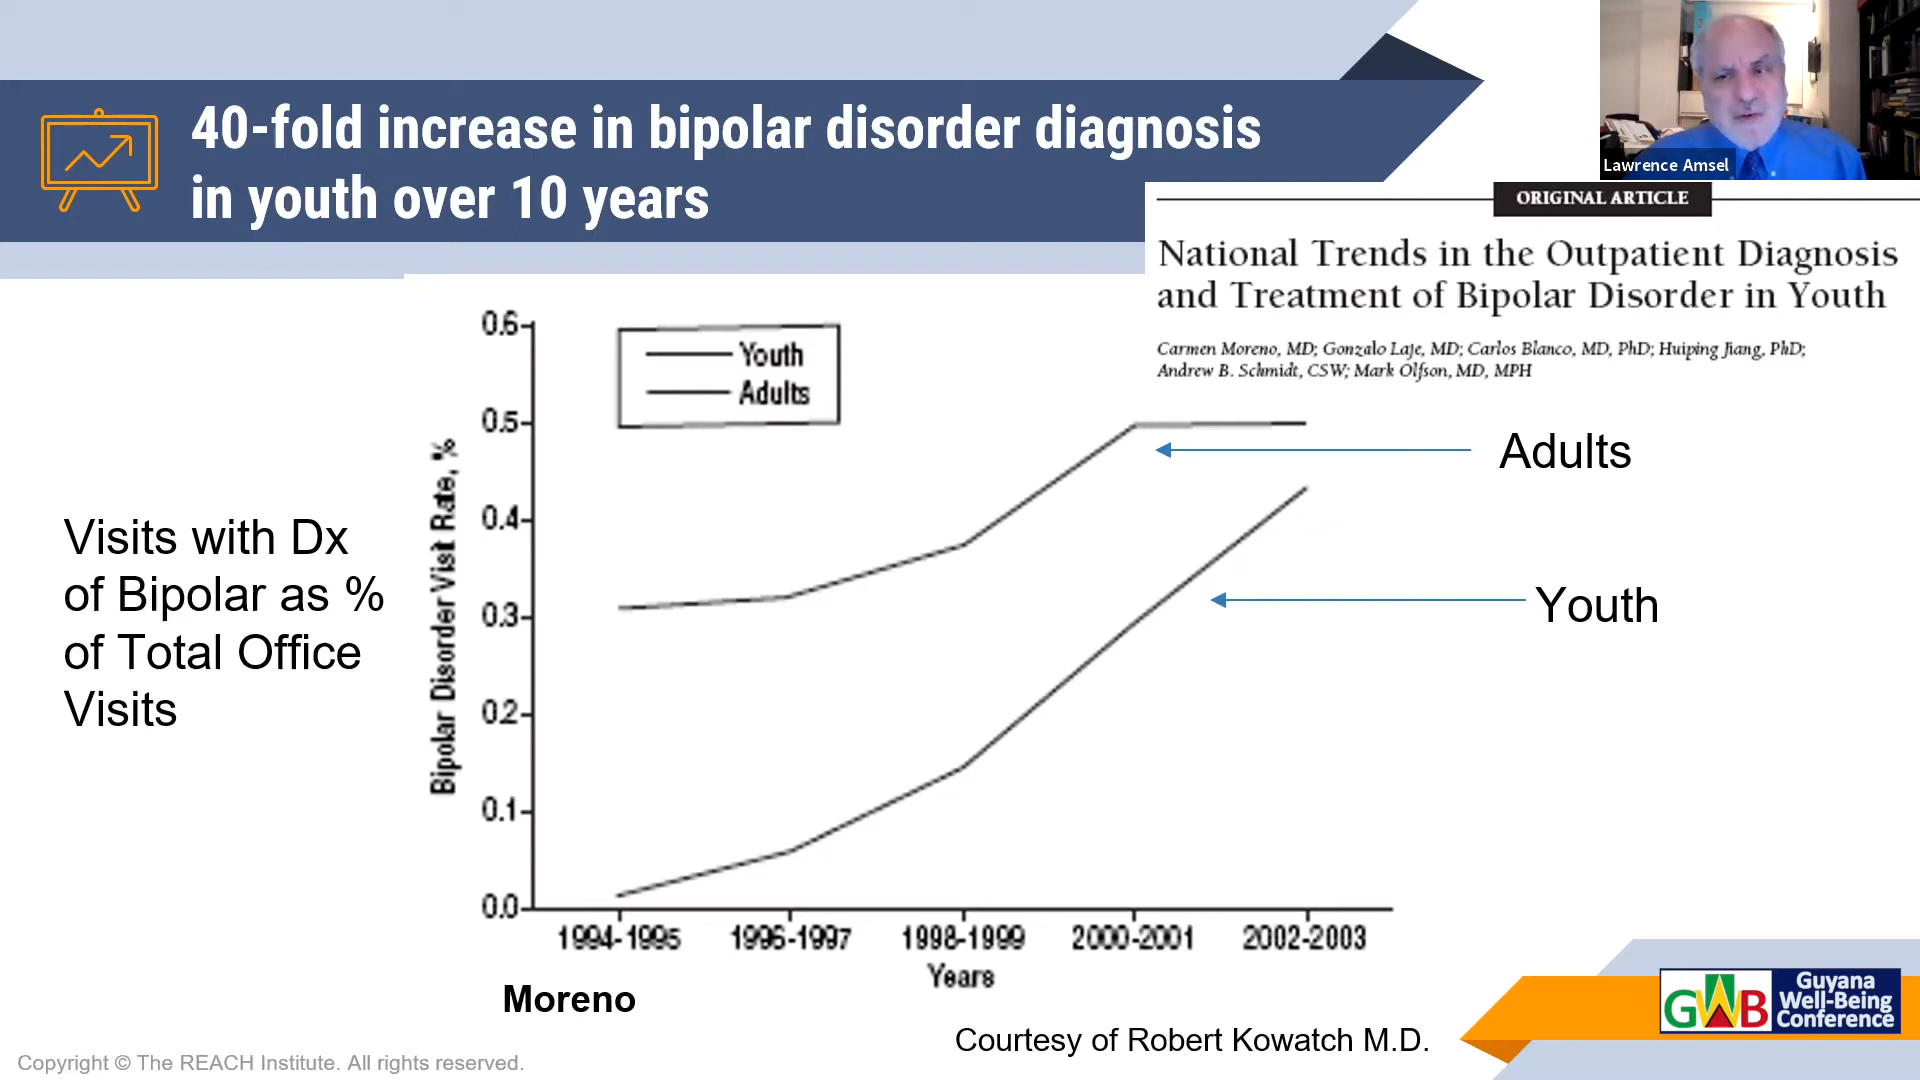 40-fold increase in bipolar disorder diagnosis
in youth over 10 years
Lawrence Amsel
ORIGINAL ARTICLE
National Trends in the Outpatient Diagnosis
and Treatment of Bipolar Disorder in Youth
Carmen Moreno, MD; Gonzalo Laje, MD; Carlos Blanco, MD, PhD; Huiping Jiang, PhD;
Andrew B. Schmidt, CSW; Mark Olfson, MD, MPH
Visits with Dx
of Bipolar as %
of Total Office
Visits
Bipolar Disorder Visit Rate, %
0.6
0.5
0.4
0.3
0.2
0.1
0.0
Youth
Adults
Adults
Youth
1994-1995 1996-1997 1998-1999 2000-2001 2002-2003
Years
Moreno
Courtesy of Robert Kowatch M.D.
Copyright © The REACH Institute. All rights reserved.
GWB
Guyana
Well-Being
Conference